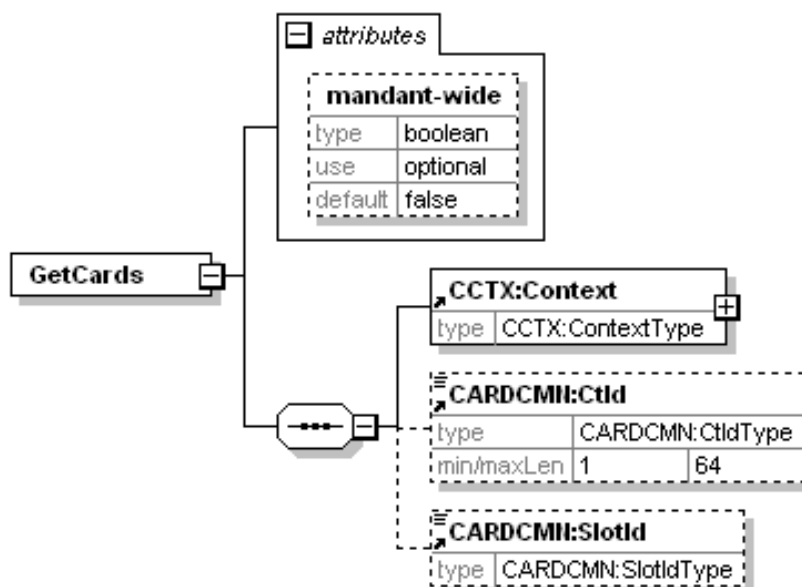 attributes
mandant-wide
type boolean
use optional
default false
GetCards
CCTX:Context
type CCTX:ContextType
CARDCMN:CtId
type CARDCMN:CtIdType
min/maxLen 1 64
CARDCMN:SlotId
type CARDCMN:SlotIdType